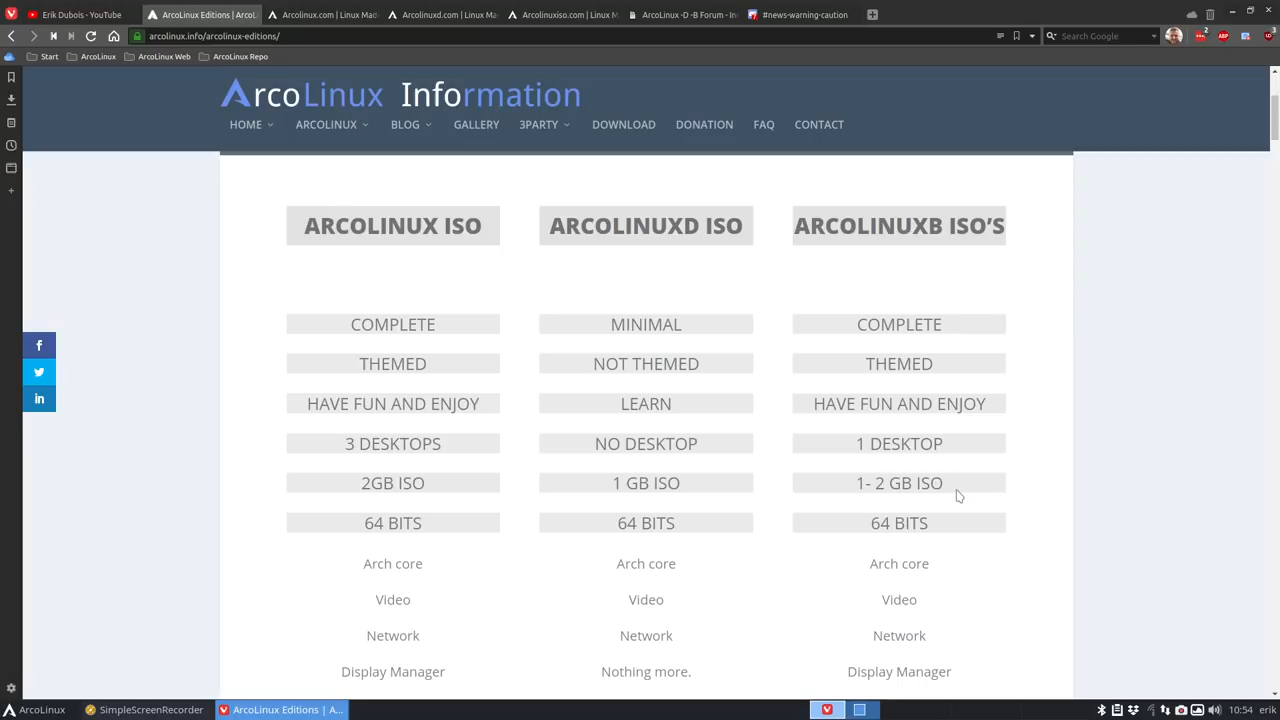 Erik Dubois - YouTube
ArcoLinux Editions | ArcoL
ArcoLinux.com | Linux Mad
ArcoLinuxd.com | Linux Ma
ArcoLinuxiso.com | Linux M
ArcoLinux -D -B Forum - In
#news-warning-caution
arcolinux.info/arcolinux-editions/
Search Google
Start
ArcoLinux
ArcoLinux Web
ArcoLinux Repo
ArcoLinux Information
HOME
ARCOLINUX
BLOG
GALLERY
3PARTY
DOWNLOAD
DONATION
FAQ
CONTACT
ARCOLINUX ISO
ARCOLINUXD ISO
ARCOLINUXB ISO'S
COMPLETE
MINIMAL
COMPLETE
THEMED
NOT THEMED
THEMED
HAVE FUN AND ENJOY
LEARN
HAVE FUN AND ENJOY
3 DESKTOPS
NO DESKTOP
1 DESKTOP
2GB ISO
1 GB ISO
1- 2 GB ISO
64 BITS
64 BITS
64 BITS
Arch core
Arch core
Arch core
Video
Video
Video
Network
Network
Network
Display Manager
Nothing more.
Display Manager
ArcoLinux
SimpleScreenRecorder
ArcoLinux Editions | A...
10:54
erik